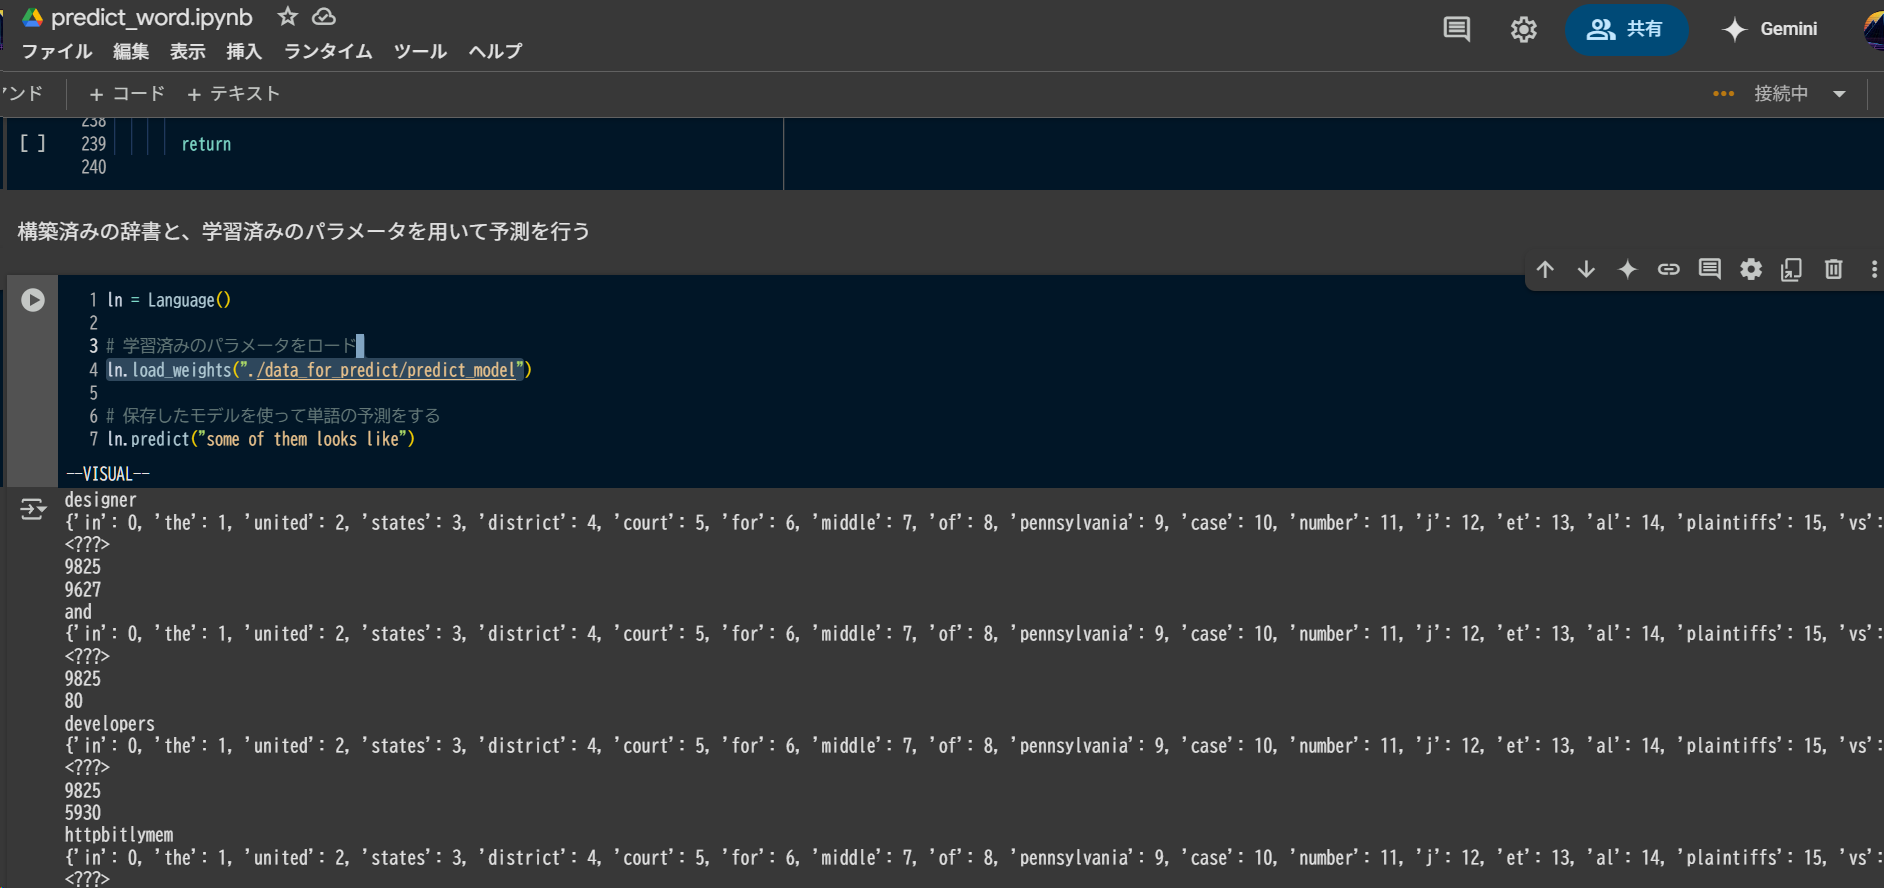 predict_word.ipynb
ファイル 編集 表示 挿入 ランタイム ツール ヘルプ
共有 Gemini
ンド + コード + テキスト 接続中
238
[ ] 239 return
240
構築済みの辞書と、学習済みのパラメータを用いて予測を行う
1 ln = Language()
2
3 # 学習済みのパラメータをロード
4 ln.load_weights("./data_for_predict/predict_model")
5
6 # 保存したモデルを使って単語の予測をする
7 ln.predict("some of them looks like")
--VISUAL--
designer
{'in': 0, 'the': 1, 'united': 2, 'states': 3, 'district': 4, 'court': 5, 'for': 6, 'middle': 7, 'of': 8, 'pennsylvania': 9, 'case': 10, 'number': 11, 'j': 12, 'et': 13, 'al': 14, 'plaintiffs': 15, 'vs':
<???>
9825
9627
and
{'in': 0, 'the': 1, 'united': 2, 'states': 3, 'district': 4, 'court': 5, 'for': 6, 'middle': 7, 'of': 8, 'pennsylvania': 9, 'case': 10, 'number': 11, 'j': 12, 'et': 13, 'al': 14, 'plaintiffs': 15, 'vs':
<???>
9825
80
developers
{'in': 0, 'the': 1, 'united': 2, 'states': 3, 'district': 4, 'court': 5, 'for': 6, 'middle': 7, 'of': 8, 'pennsylvania': 9, 'case': 10, 'number': 11, 'j': 12, 'et': 13, 'al': 14, 'plaintiffs': 15, 'vs':
<???>
9825
5930
httpbitlymem
{'in': 0, 'the': 1, 'united': 2, 'states': 3, 'district': 4, 'court': 5, 'for': 6, 'middle': 7, 'of': 8, 'pennsylvania': 9, 'case': 10, 'number': 11, 'j': 12, 'et': 13, 'al': 14, 'plaintiffs': 15, 'vs':
<???>